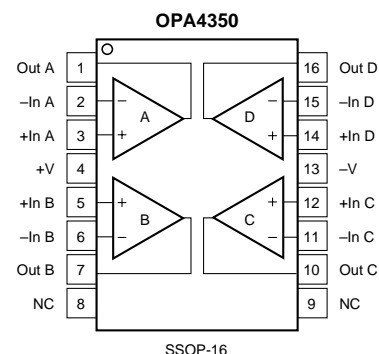 OPA4350
Out A 1 16 Out D
–In A 2 – – 15 –In D
A D
+In A 3 + + 14 +In D
+V 4 13 –V
+In B 5 + + 12 +In C
B C
–In B 6 – – 11 –In C
Out B 7 10 Out C
NC 8 9 NC
SSOP-16